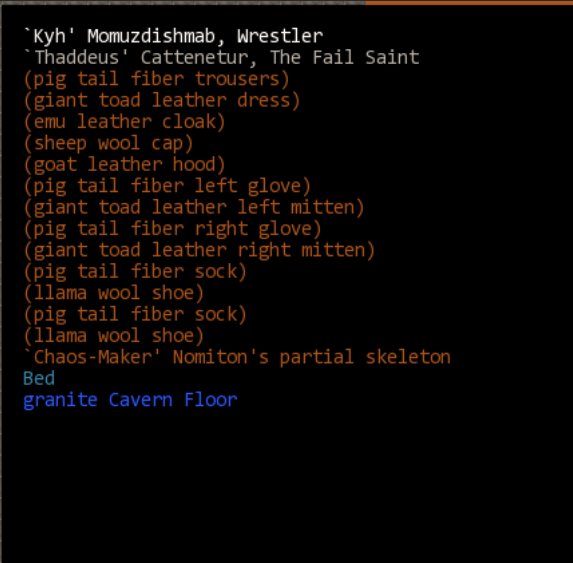 `Kyh' Momuzdishmab, Wrestler
`Thaddeus' Cattenetur, The Fail Saint
(pig tail fiber trousers)
(giant toad leather dress)
(emu leather cloak)
(sheep wool cap)
(goat leather hood)
(pig tail fiber left glove)
(giant toad leather left mitten)
(pig tail fiber right glove)
(giant toad leather right mitten)
(pig tail fiber sock)
(llama wool shoe)
(pig tail fiber sock)
(llama wool shoe)
`Chaos-Maker' Nomiton's partial skeleton
Bed
granite Cavern Floor